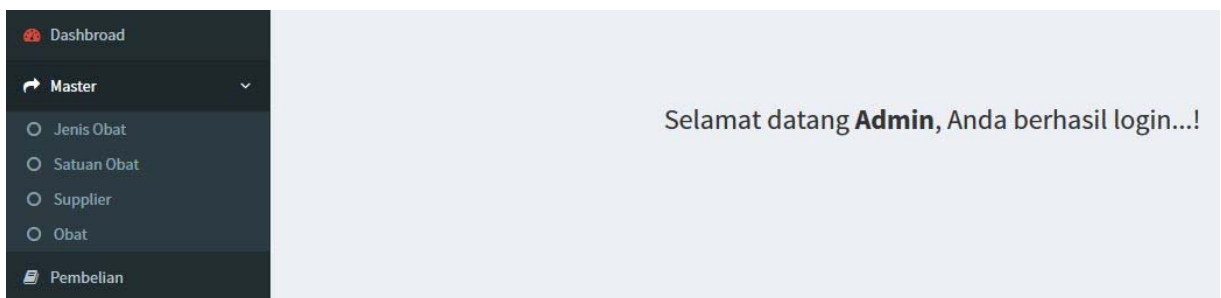 Dashbroad
Master
Selamat datang Admin, Anda berhasil login...!
Jenis Obat
Satuan Obat
Supplier
Obat
Pembelian